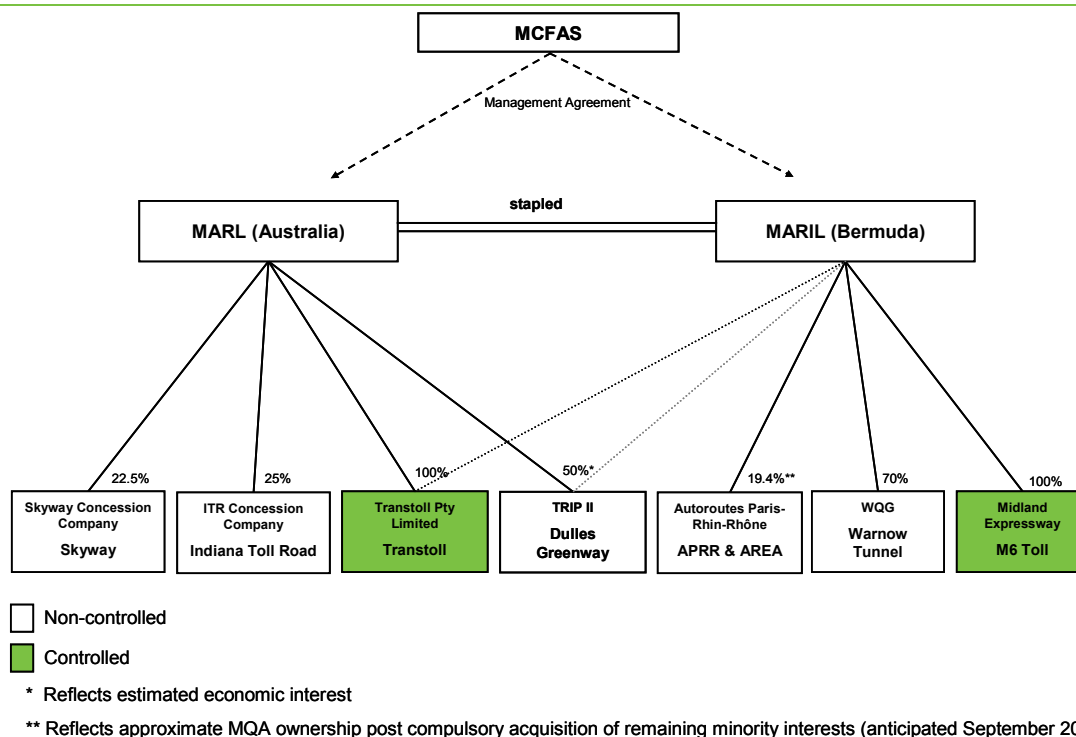 MCFAS
Management Agreement
stapled
MARL (Australia)
MARIL (Bermuda)
22.5%
25%
100%
50%*
19.4%**
70%
100%
Skyway Concession
Company
Skyway
ITR Concession
Company
Indiana Toll Road
Transtoll Pty
Limited
Transtoll
TRIP II
Dulles
Greenway
Autoroutes Paris-
Rhin-Rhône
APRR & AREA
WQG
Warnow
Tunnel
Midland
Expressway
M6 Toll
Non-controlled
Controlled
* Reflects estimated economic interest
** Reflects approximate MQA ownership post compulsory acquisition of remaining minority interests (anticipated September 20